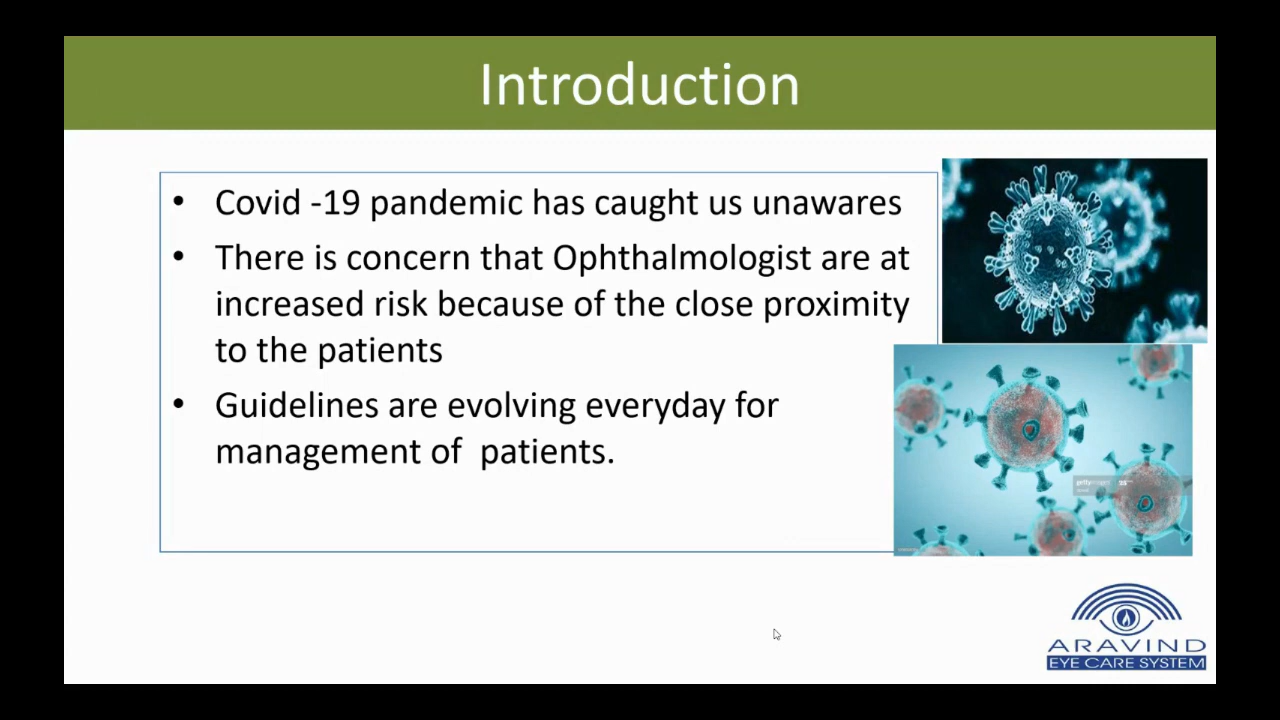 Introduction
• Covid -19 pandemic has caught us unawares
• There is concern that Ophthalmologist are at
increased risk because of the close proximity
to the patients
• Guidelines are evolving everyday for
management of  patients.
ARAVIND
EYE CARE SYSTEM